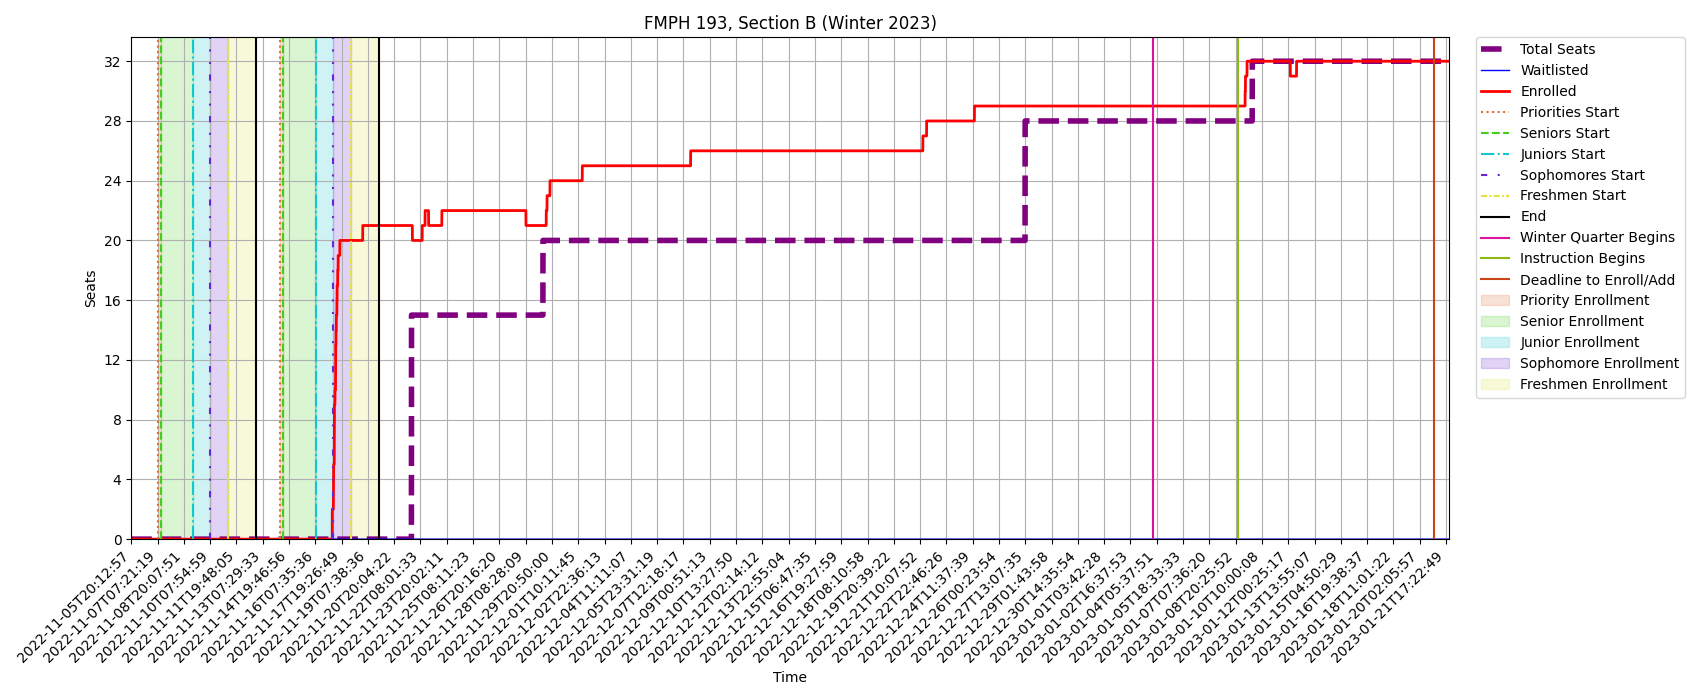 FMPH 193, Section B (Winter 2023)
Seats
32
28
24
20
16
12
8
4
0
2022-11-05T20:12:57
2022-11-07T07:21:19
2022-11-08T20:07:51
2022-11-10T07:54:59
2022-11-11T19:48:05
2022-11-13T07:29:33
2022-11-14T19:46:56
2022-11-16T07:35:36
2022-11-17T19:26:49
2022-11-19T07:38:36
2022-11-20T20:04:22
2022-11-22T08:01:33
2022-11-23T20:02:11
2022-11-25T08:11:23
2022-11-26T20:16:20
2022-11-28T08:28:09
2022-11-29T20:50:00
2022-12-01T10:11:45
2022-12-02T22:36:13
2022-12-04T11:11:07
2022-12-05T23:31:19
2022-12-07T12:18:17
2022-12-09T00:51:13
2022-12-10T13:27:50
2022-12-12T02:14:12
2022-12-13T22:55:04
2022-12-15T06:47:35
2022-12-16T19:27:59
2022-12-18T08:10:58
2022-12-19T20:39:22
2022-12-21T10:07:52
2022-12-22T22:46:26
2022-12-24T11:37:39
2022-12-26T00:23:54
2022-12-27T13:07:35
2022-12-29T01:43:58
2022-12-30T14:35:54
2023-01-01T03:42:28
2023-01-02T16:37:53
2023-01-04T05:37:51
2023-01-05T18:33:33
2023-01-07T07:36:20
2023-01-08T20:25:52
2023-01-10T10:00:08
2023-01-12T00:25:17
2023-01-13T13:55:07
2023-01-15T04:50:29
2023-01-16T19:38:37
2023-01-18T11:01:22
2023-01-20T02:05:57
2023-01-21T17:22:49
Time
Total Seats
Waitlisted
Enrolled
Priorities Start
Seniors Start
Juniors Start
Sophomores Start
Freshmen Start
End
Winter Quarter Begins
Instruction Begins
Deadline to Enroll/Add
Priority Enrollment
Senior Enrollment
Junior Enrollment
Sophomore Enrollment
Freshmen Enrollment